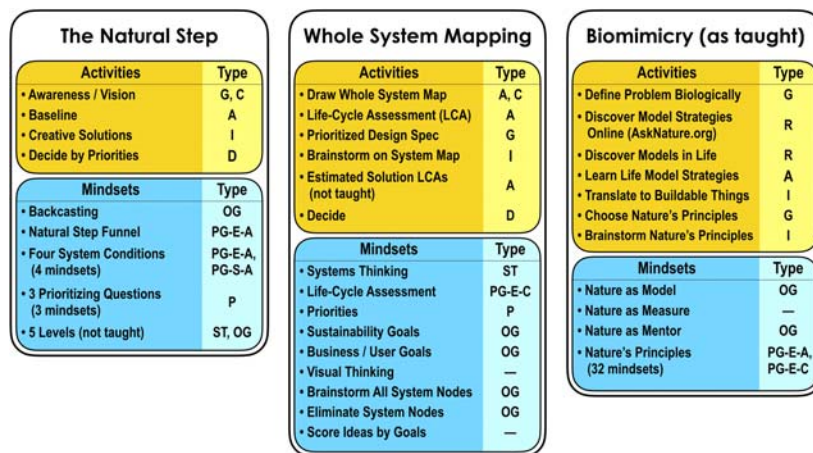 The Natural Step
Activities Type
• Awareness / Vision G, C
• Baseline A
• Creative Solutions I
• Decide by Priorities D
Mindsets Type
• Backcasting OG
• Natural Step Funnel PG-E-A
• Four System Conditions PG-E-A,
(4 mindsets) PG-S-A
• 3 Prioritizing Questions P
(3 mindsets)
• 5 Levels (not taught) ST, OG
Whole System Mapping
Activities Type
• Draw Whole System Map A, C
• Life-Cycle Assessment (LCA) A
• Prioritized Design Spec G
• Brainstorm on System Map I
• Estimated Solution LCAs A
(not taught)
• Decide D
Mindsets Type
• Systems Thinking ST
• Life-Cycle Assessment PG-E-C
• Priorities P
• Sustainability Goals OG
• Business / User Goals OG
• Visual Thinking —
• Brainstorm All System Nodes OG
• Eliminate System Nodes OG
• Score Ideas by Goals —
Biomimicry (as taught)
Activities Type
• Define Problem Biologically G
• Discover Model Strategies R
Online (AskNature.org)
• Discover Models in Life R
• Learn Life Model Strategies A
• Translate to Buildable Things I
• Choose Nature's Principles G
• Brainstorm Nature's Principles I
Mindsets Type
• Nature as Model OG
• Nature as Measure —
• Nature as Mentor OG
• Nature's Principles PG-E-A,
(32 mindsets) PG-E-C